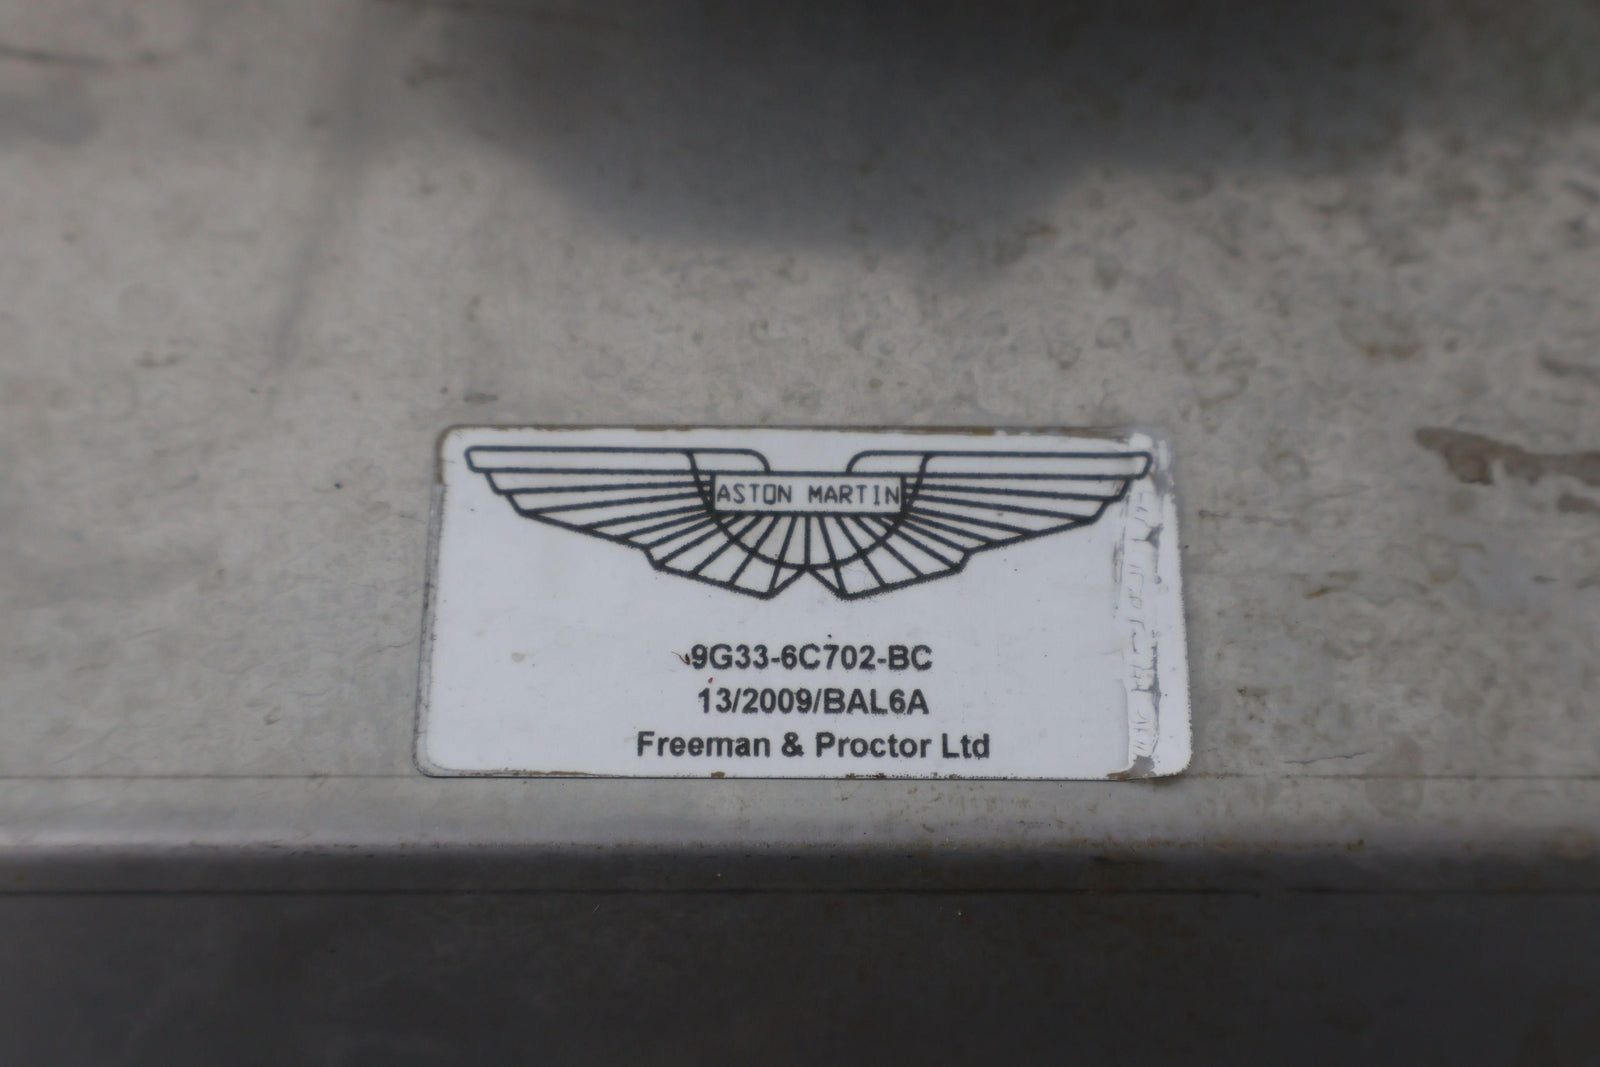 ASTON MARTIN
9G33-6C702-BC
13/2009/BAL6A
Freeman & Proctor Ltd